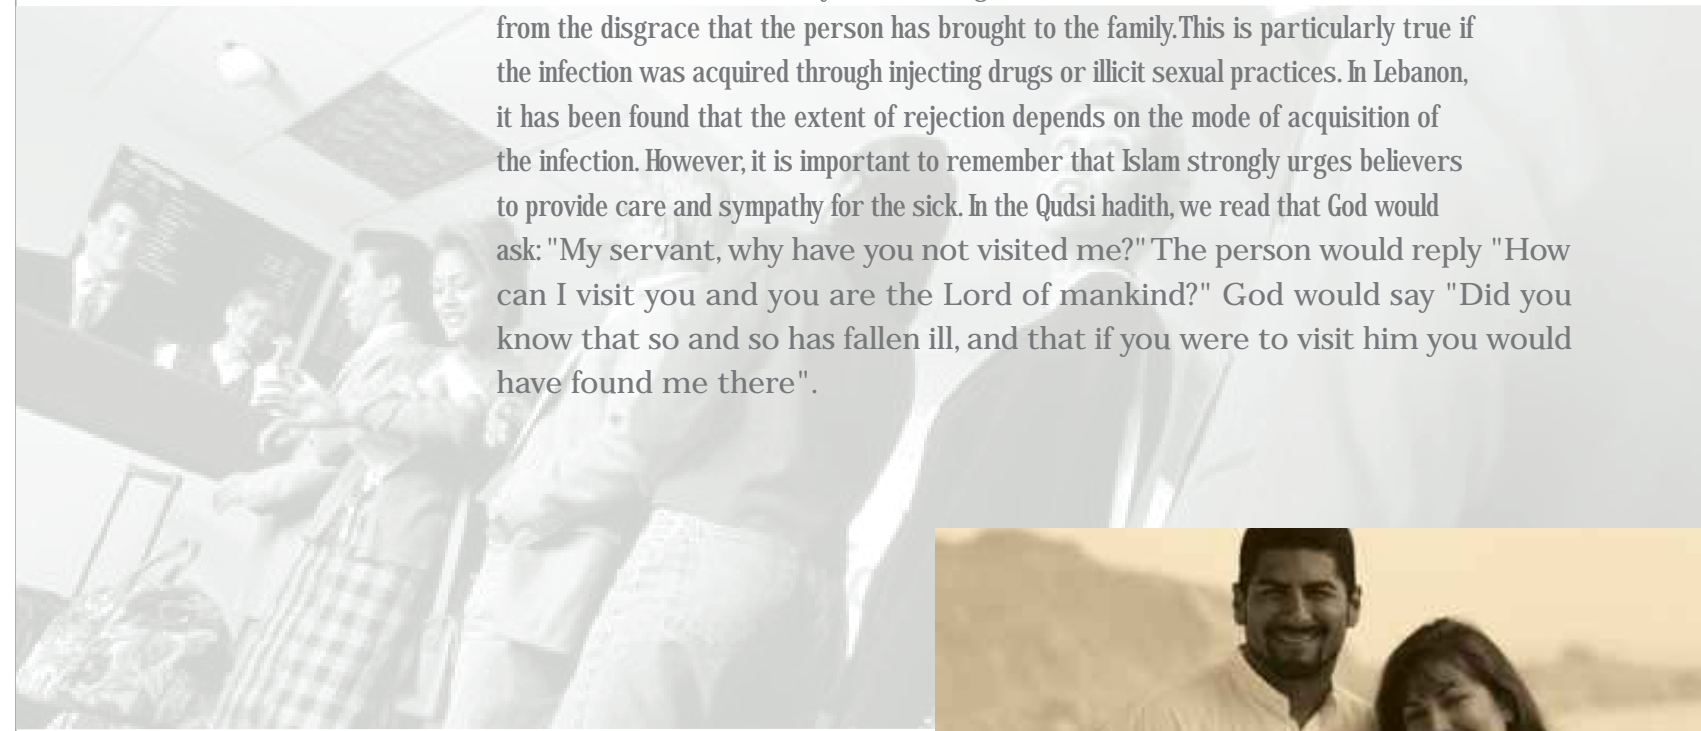 from the disgrace that the person has brought to the family.This is particularly true if
the infection was acquired through injecting drugs or illicit sexual practices. In Lebanon,
it has been found that the extent of rejection depends on the mode of acquisition of
the infection. However, it is important to remember that Islam strongly urges believers
to provide care and sympathy for the sick. In the Qudsi hadith, we read that God would
ask: "My servant, why have you not visited me?" The person would reply "How
can I visit you and you are the Lord of mankind?" God would say "Did you
know that so and so has fallen ill, and that if you were to visit him you would
have found me there".